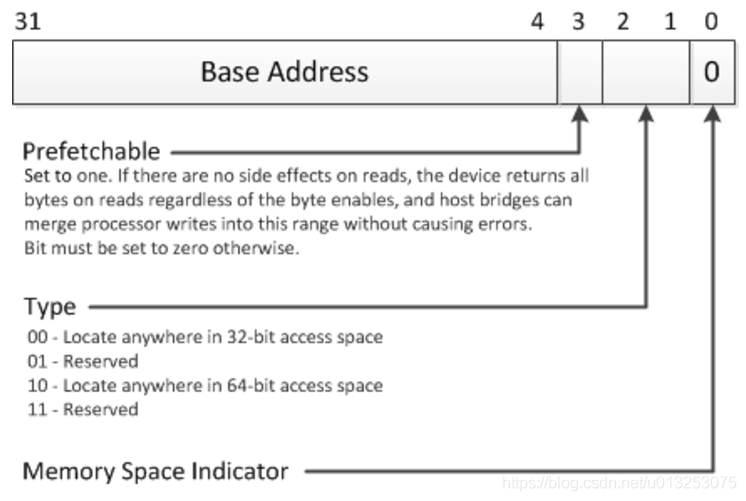 31 4 3 2 1 0
Base Address 0
Prefetchable
Set to one. If there are no side effects on reads, the device returns all
bytes on reads regardless of the byte enables, and host bridges can
merge processor writes into this range without causing errors.
Bit must be set to zero otherwise.
Type
00 - Locate anywhere in 32-bit access space
01 - Reserved
10 - Locate anywhere in 64-bit access space
11 - Reserved
Memory Space Indicator
https://blog.csdn.net/u013253075